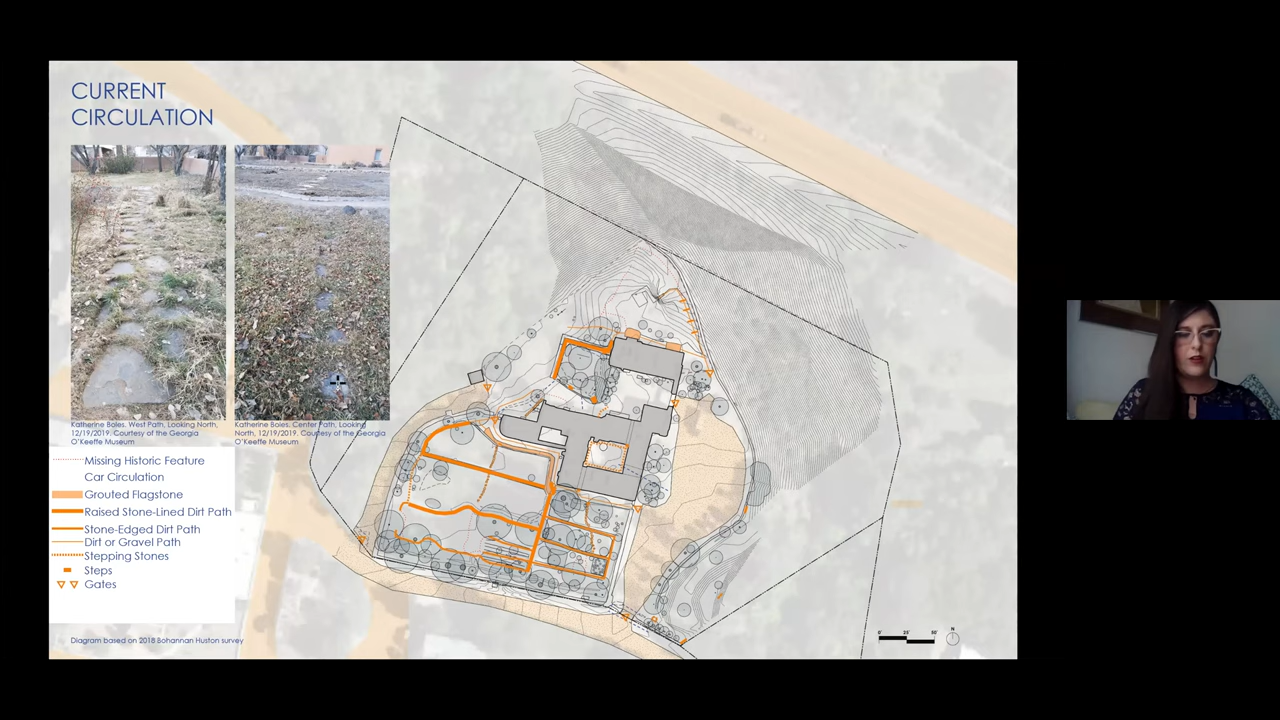 CURRENT
CIRCULATION
Katherine Boles. West Path, Looking North,
12/19/2019. Courtesy of the Georgia
O'Keeffe Museum
Katherine Boles. Center Path, Looking
North, 12/19/2019. Courtesy of the Georgia
O'Keeffe Museum
Missing Historic Feature
Car Circulation
Grouted Flagstone
Raised Stone-Lined Dirt Path
Stone-Edged Dirt Path
Dirt or Gravel Path
Stepping Stones
Steps
Gates
Diagram based on 2018 Bohannan Huston survey
0' 25' 50'
N